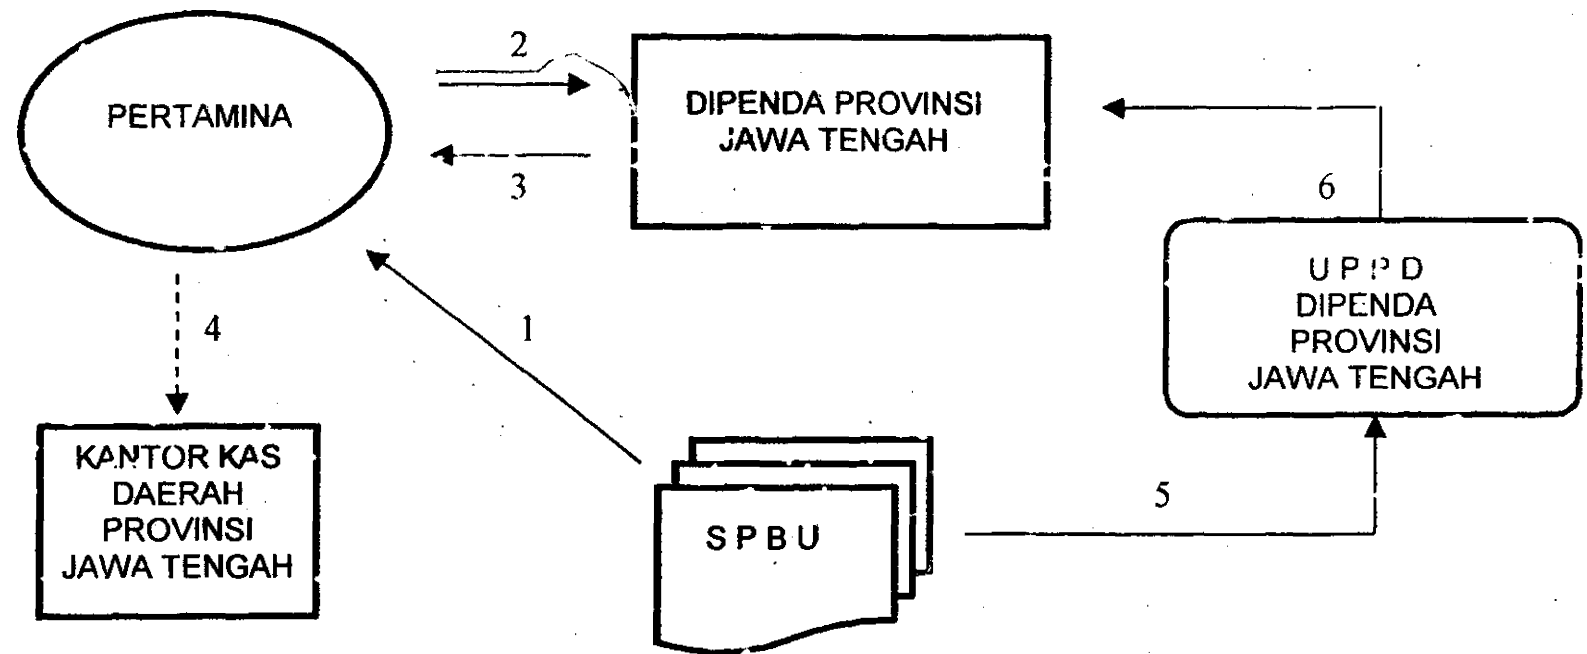 2
PERTAMINA
DIPENDA PROVINSI
JAWA TENGAH
3
6
U P P D
DIPENDA
PROVINSI
JAWA TENGAH
4
1
KANTOR KAS
DAERAH
PROVINSI
JAWA TENGAH
S P B U
5